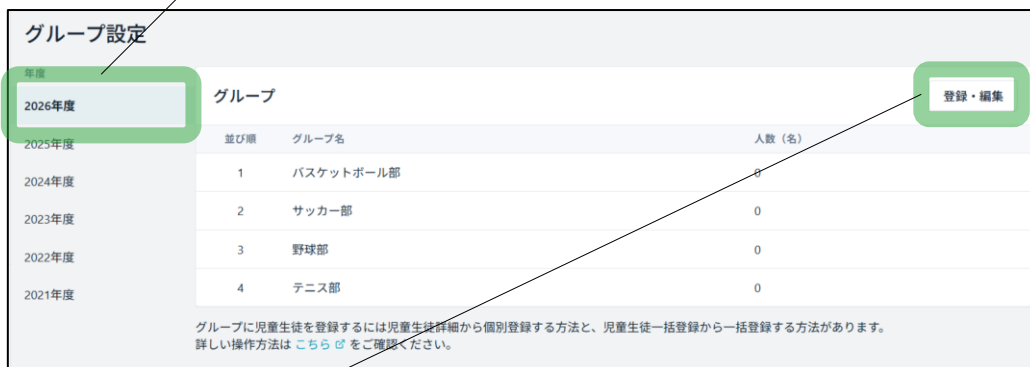 グループ設定
年度
2026年度
2025年度
2024年度
2023年度
2022年度
2021年度
グループ
登録・編集
並び順 グループ名 人数（名）
1 バスケットボール部 0
2 サッカー部 0
3 野球部 0
4 テニス部 0
グループに児童生徒を登録するには児童生徒詳細から個別登録する方法と、児童生徒一括登録から一括登録する方法があります。
詳しい操作方法は こちら をご確認ください。